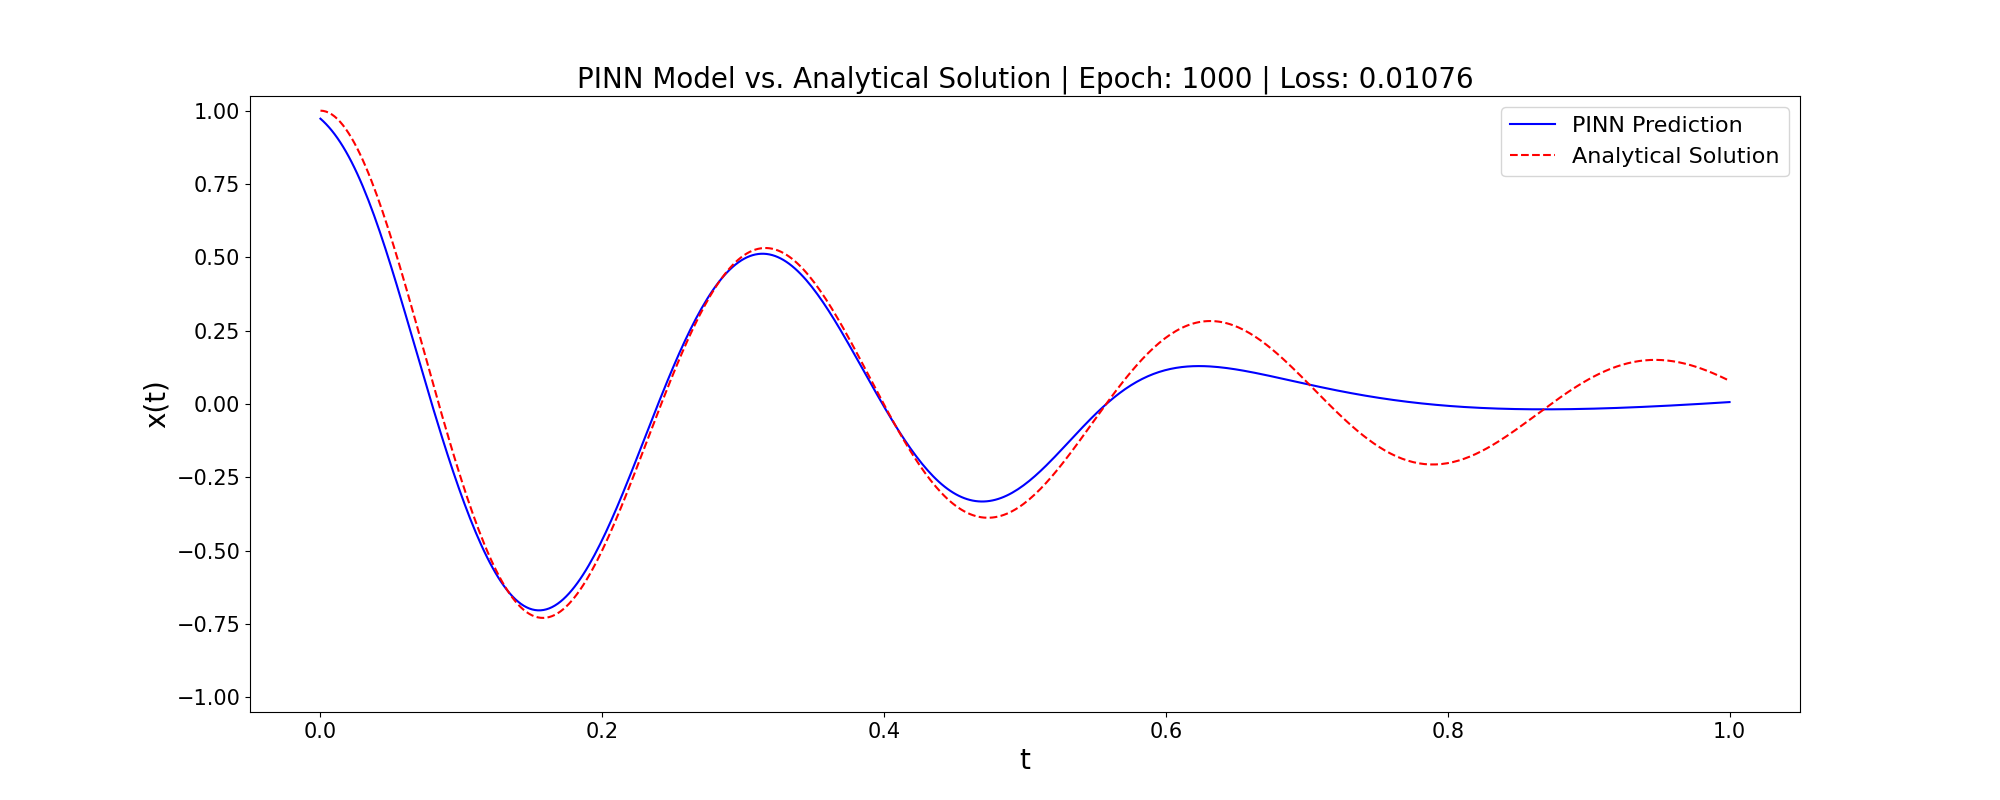 PINN Model vs. Analytical Solution | Epoch: 1000 | Loss: 0.01076
PINN Prediction
Analytical Solution
x(t)
1.00
0.75
0.50
0.25
0.00
−0.25
−0.50
−0.75
−1.00
0.0 0.2 0.4 0.6 0.8 1.0
t